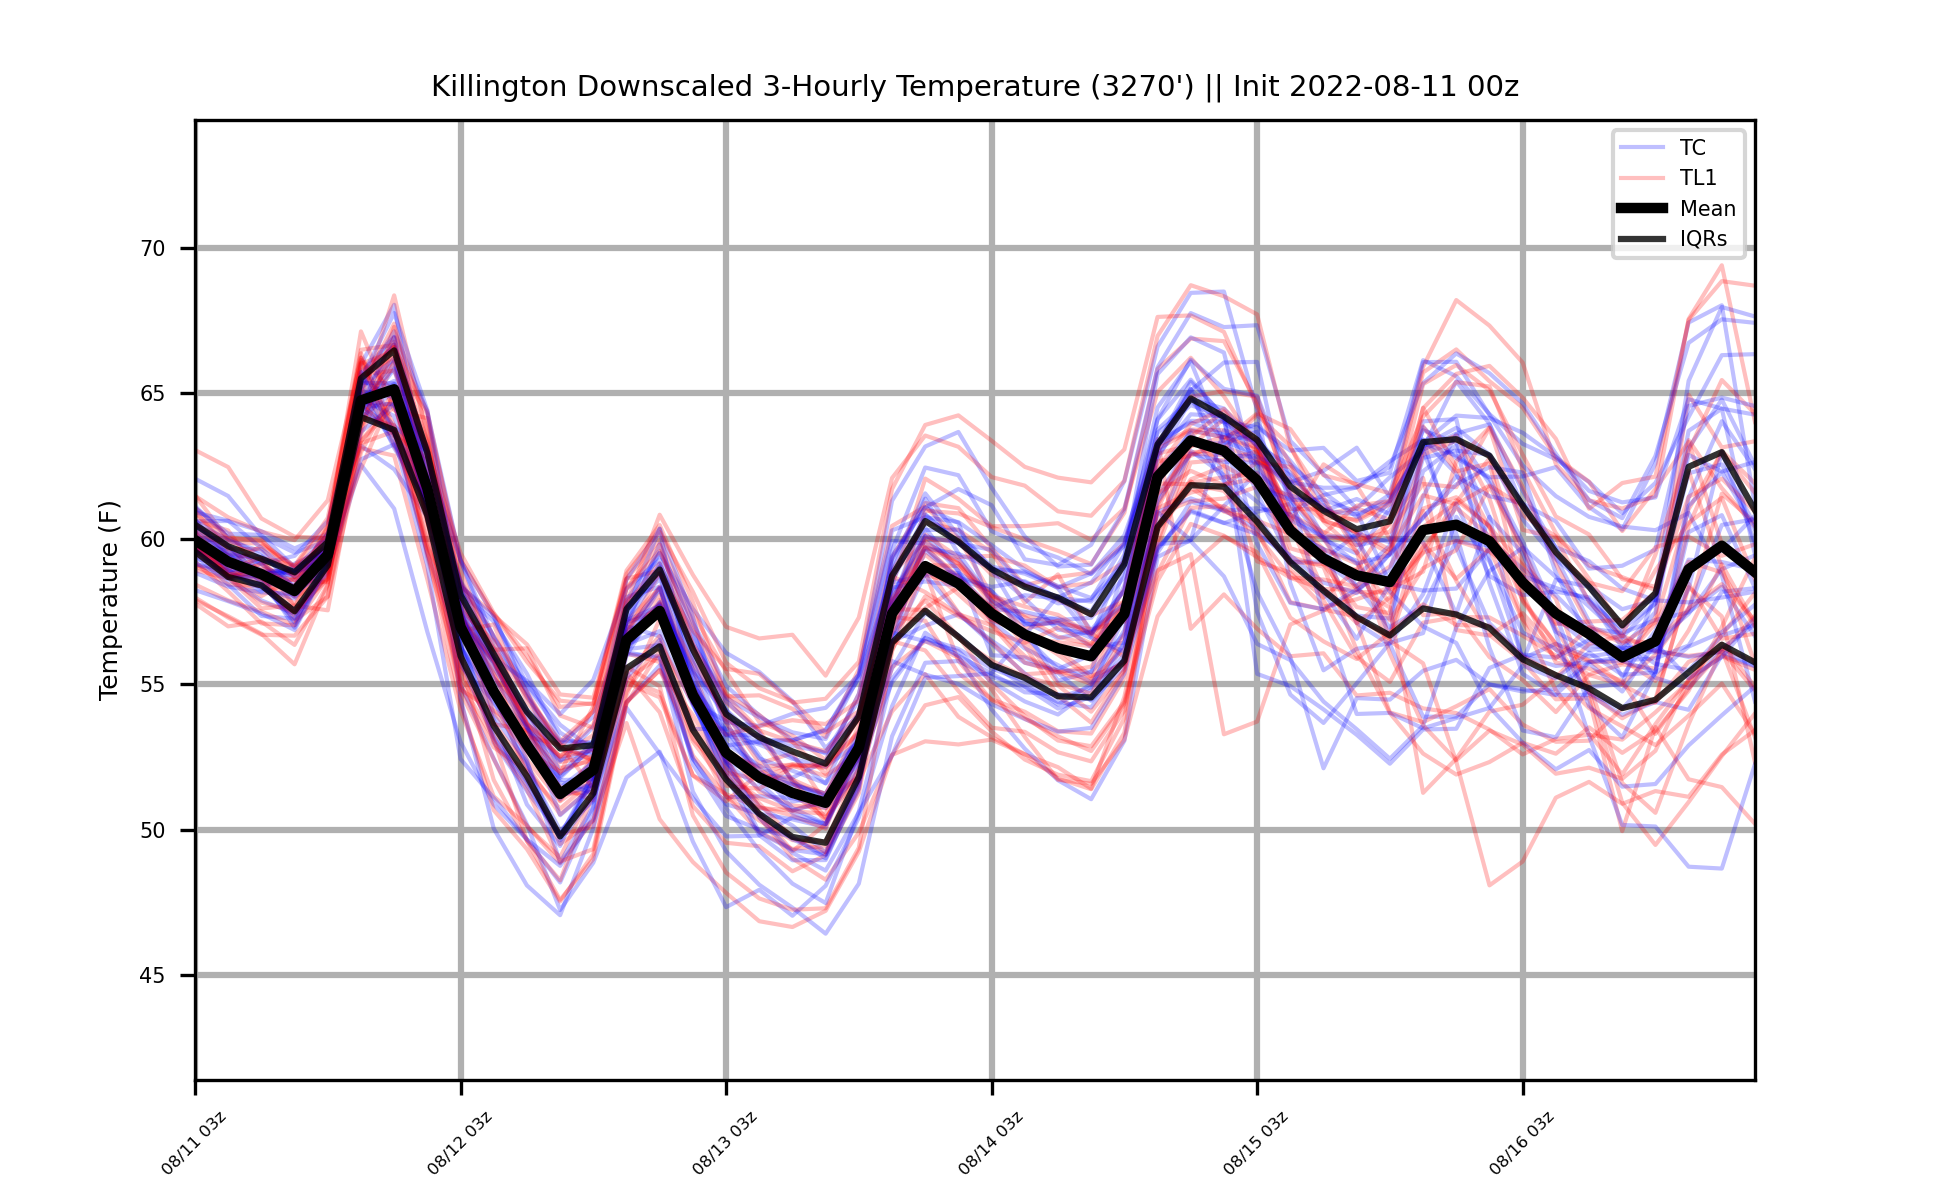 Killington Downscaled 3-Hourly Temperature (3270') || Init 2022-08-11 00z
TC
TL1
Mean
IQRs
Temperature (F)
70
65
60
55
50
45
08/11 03z
08/12 03z
08/13 03z
08/14 03z
08/15 03z
08/16 03z